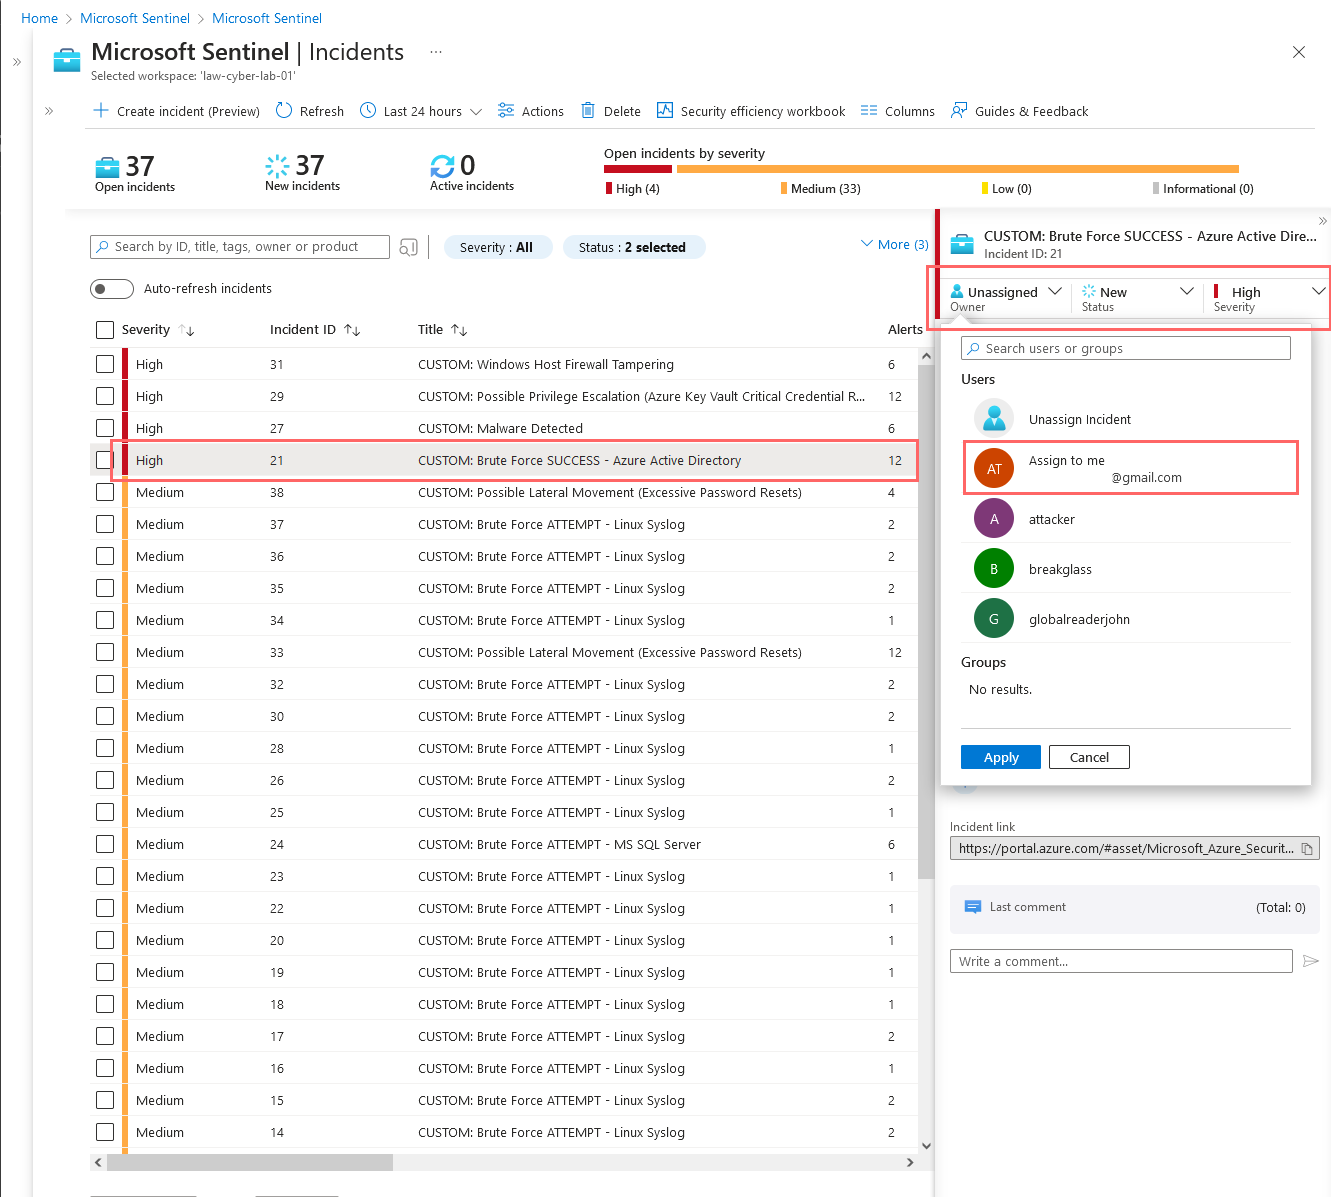 Home > Microsoft Sentinel > Microsoft Sentinel
Microsoft Sentinel | Incidents ...
Selected workspace: 'law-cyber-lab-01'
Create incident (Preview) Refresh Last 24 hours Actions Delete Security efficiency workbook Columns Guides & Feedback
37
Open incidents
37
New incidents
0
Active incidents
Open incidents by severity
High (4) Medium (33) Low (0) Informational (0)
Search by ID, title, tags, owner or product
Severity : All
Status : 2 selected
More (3)
Auto-refresh incidents
Severity Incident ID Title Alerts
High 31 CUSTOM: Windows Host Firewall Tampering 6
High 29 CUSTOM: Possible Privilege Escalation (Azure Key Vault Critical Credential R... 12
High 27 CUSTOM: Malware Detected 6
High 21 CUSTOM: Brute Force SUCCESS - Azure Active Directory 12
Medium 38 CUSTOM: Possible Lateral Movement (Excessive Password Resets) 4
Medium 37 CUSTOM: Brute Force ATTEMPT - Linux Syslog 2
Medium 36 CUSTOM: Brute Force ATTEMPT - Linux Syslog 2
Medium 35 CUSTOM: Brute Force ATTEMPT - Linux Syslog 2
Medium 34 CUSTOM: Brute Force ATTEMPT - Linux Syslog 1
Medium 33 CUSTOM: Possible Lateral Movement (Excessive Password Resets) 12
Medium 32 CUSTOM: Brute Force ATTEMPT - Linux Syslog 2
Medium 30 CUSTOM: Brute Force ATTEMPT - Linux Syslog 2
Medium 28 CUSTOM: Brute Force ATTEMPT - Linux Syslog 1
Medium 26 CUSTOM: Brute Force ATTEMPT - Linux Syslog 2
Medium 25 CUSTOM: Brute Force ATTEMPT - Linux Syslog 1
Medium 24 CUSTOM: Brute Force ATTEMPT - MS SQL Server 6
Medium 23 CUSTOM: Brute Force ATTEMPT - Linux Syslog 1
Medium 22 CUSTOM: Brute Force ATTEMPT - Linux Syslog 1
Medium 20 CUSTOM: Brute Force ATTEMPT - Linux Syslog 1
Medium 19 CUSTOM: Brute Force ATTEMPT - Linux Syslog 1
Medium 18 CUSTOM: Brute Force ATTEMPT - Linux Syslog 1
Medium 17 CUSTOM: Brute Force ATTEMPT - Linux Syslog 2
Medium 16 CUSTOM: Brute Force ATTEMPT - Linux Syslog 1
Medium 15 CUSTOM: Brute Force ATTEMPT - Linux Syslog 2
Medium 14 CUSTOM: Brute Force ATTEMPT - Linux Syslog 2
CUSTOM: Brute Force SUCCESS - Azure Active Dire...
Incident ID: 21
Unassigned New High
Owner Status Severity
Search users or groups
Users
Unassign Incident
AT Assign to me
@gmail.com
A attacker
B breakglass
G globalreaderjohn
Groups
No results.
Apply Cancel
Incident link
https://portal.azure.com/#asset/Microsoft_Azure_Securit...
Last comment (Total: 0)
Write a comment...